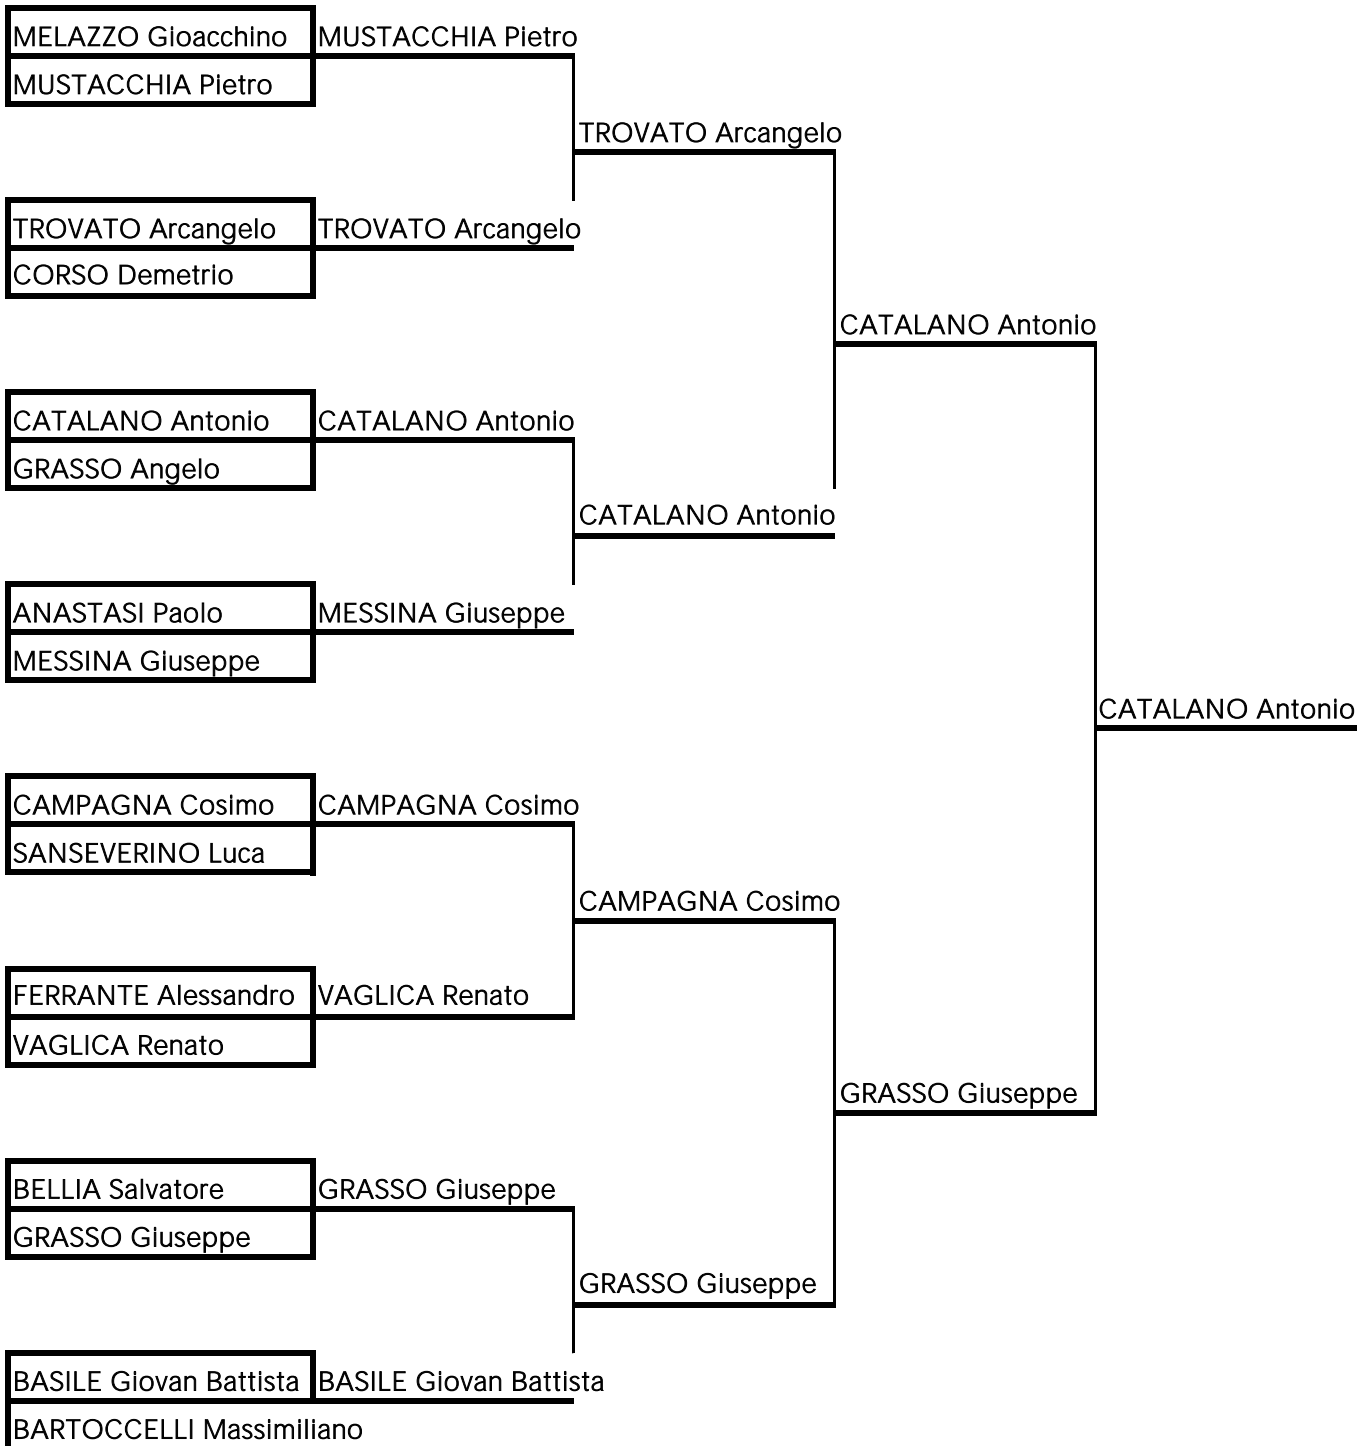 MELAZZO Gioacchino MUSTACCHIA Pietro
MUSTACCHIA Pietro
TROVATO Arcangelo
TROVATO Arcangelo TROVATO Arcangelo
CORSO Demetrio
CATALANO Antonio
CATALANO Antonio CATALANO Antonio
GRASSO Angelo
CATALANO Antonio
ANASTASI Paolo MESSINA Giuseppe
MESSINA Giuseppe
CATALANO Antonio
CAMPAGNA Cosimo CAMPAGNA Cosimo
SANSEVERINO Luca
CAMPAGNA Cosimo
FERRANTE Alessandro VAGLICA Renato
VAGLICA Renato
GRASSO Giuseppe
BELLIA Salvatore GRASSO Giuseppe
GRASSO Giuseppe
GRASSO Giuseppe
BASILE Giovan Battista BASILE Giovan Battista
BARTOCCELLI Massimiliano